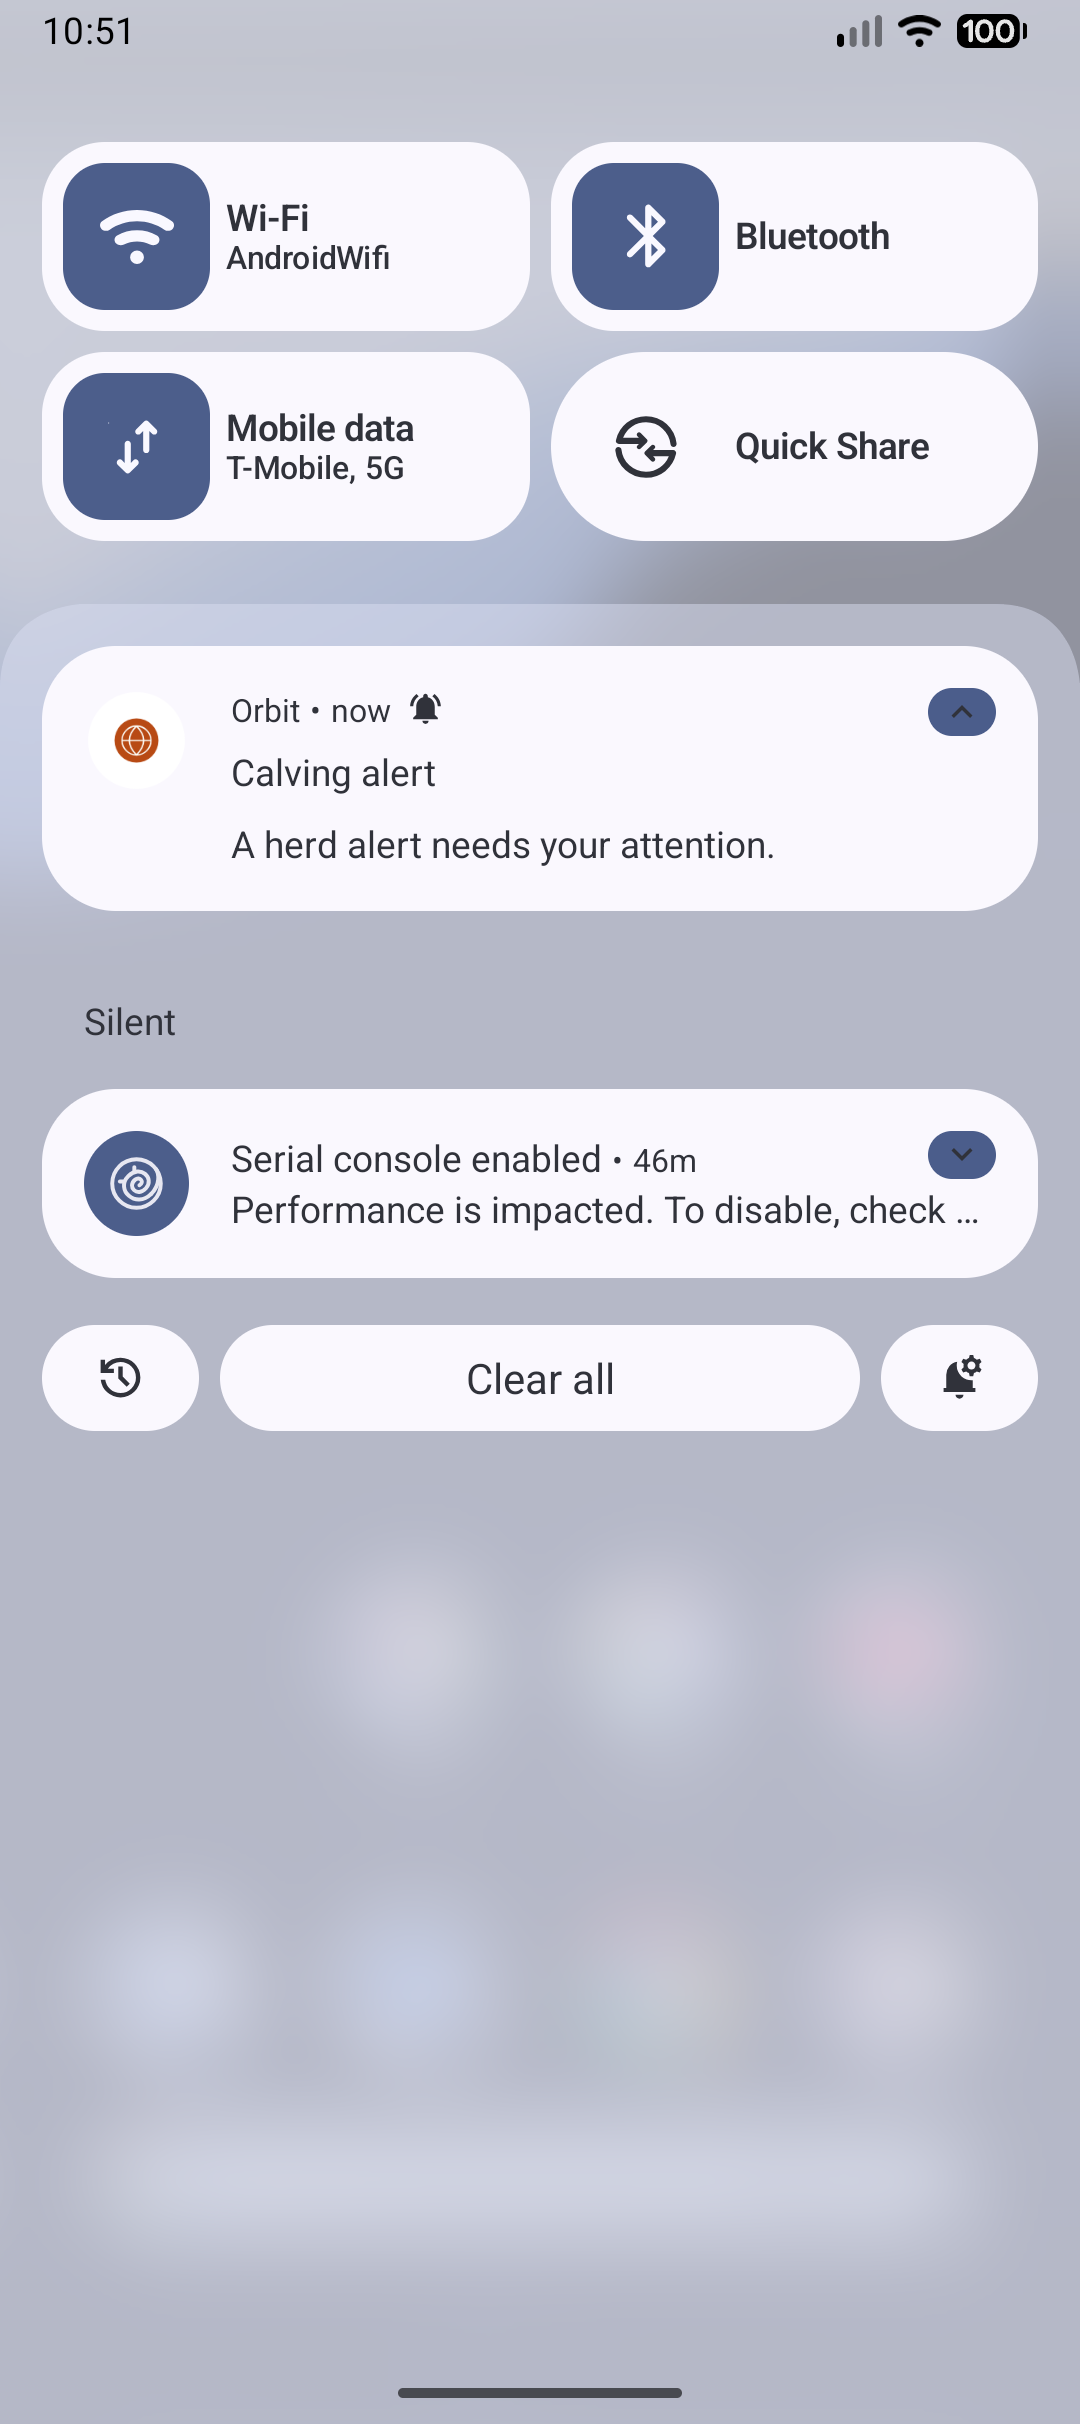 10:51
100
Wi-Fi
AndroidWifi
Bluetooth
Mobile data
T-Mobile, 5G
Quick Share
Orbit • now
Calving alert
A herd alert needs your attention.
Silent
Serial console enabled • 46m
Performance is impacted. To disable, check ...
Clear all